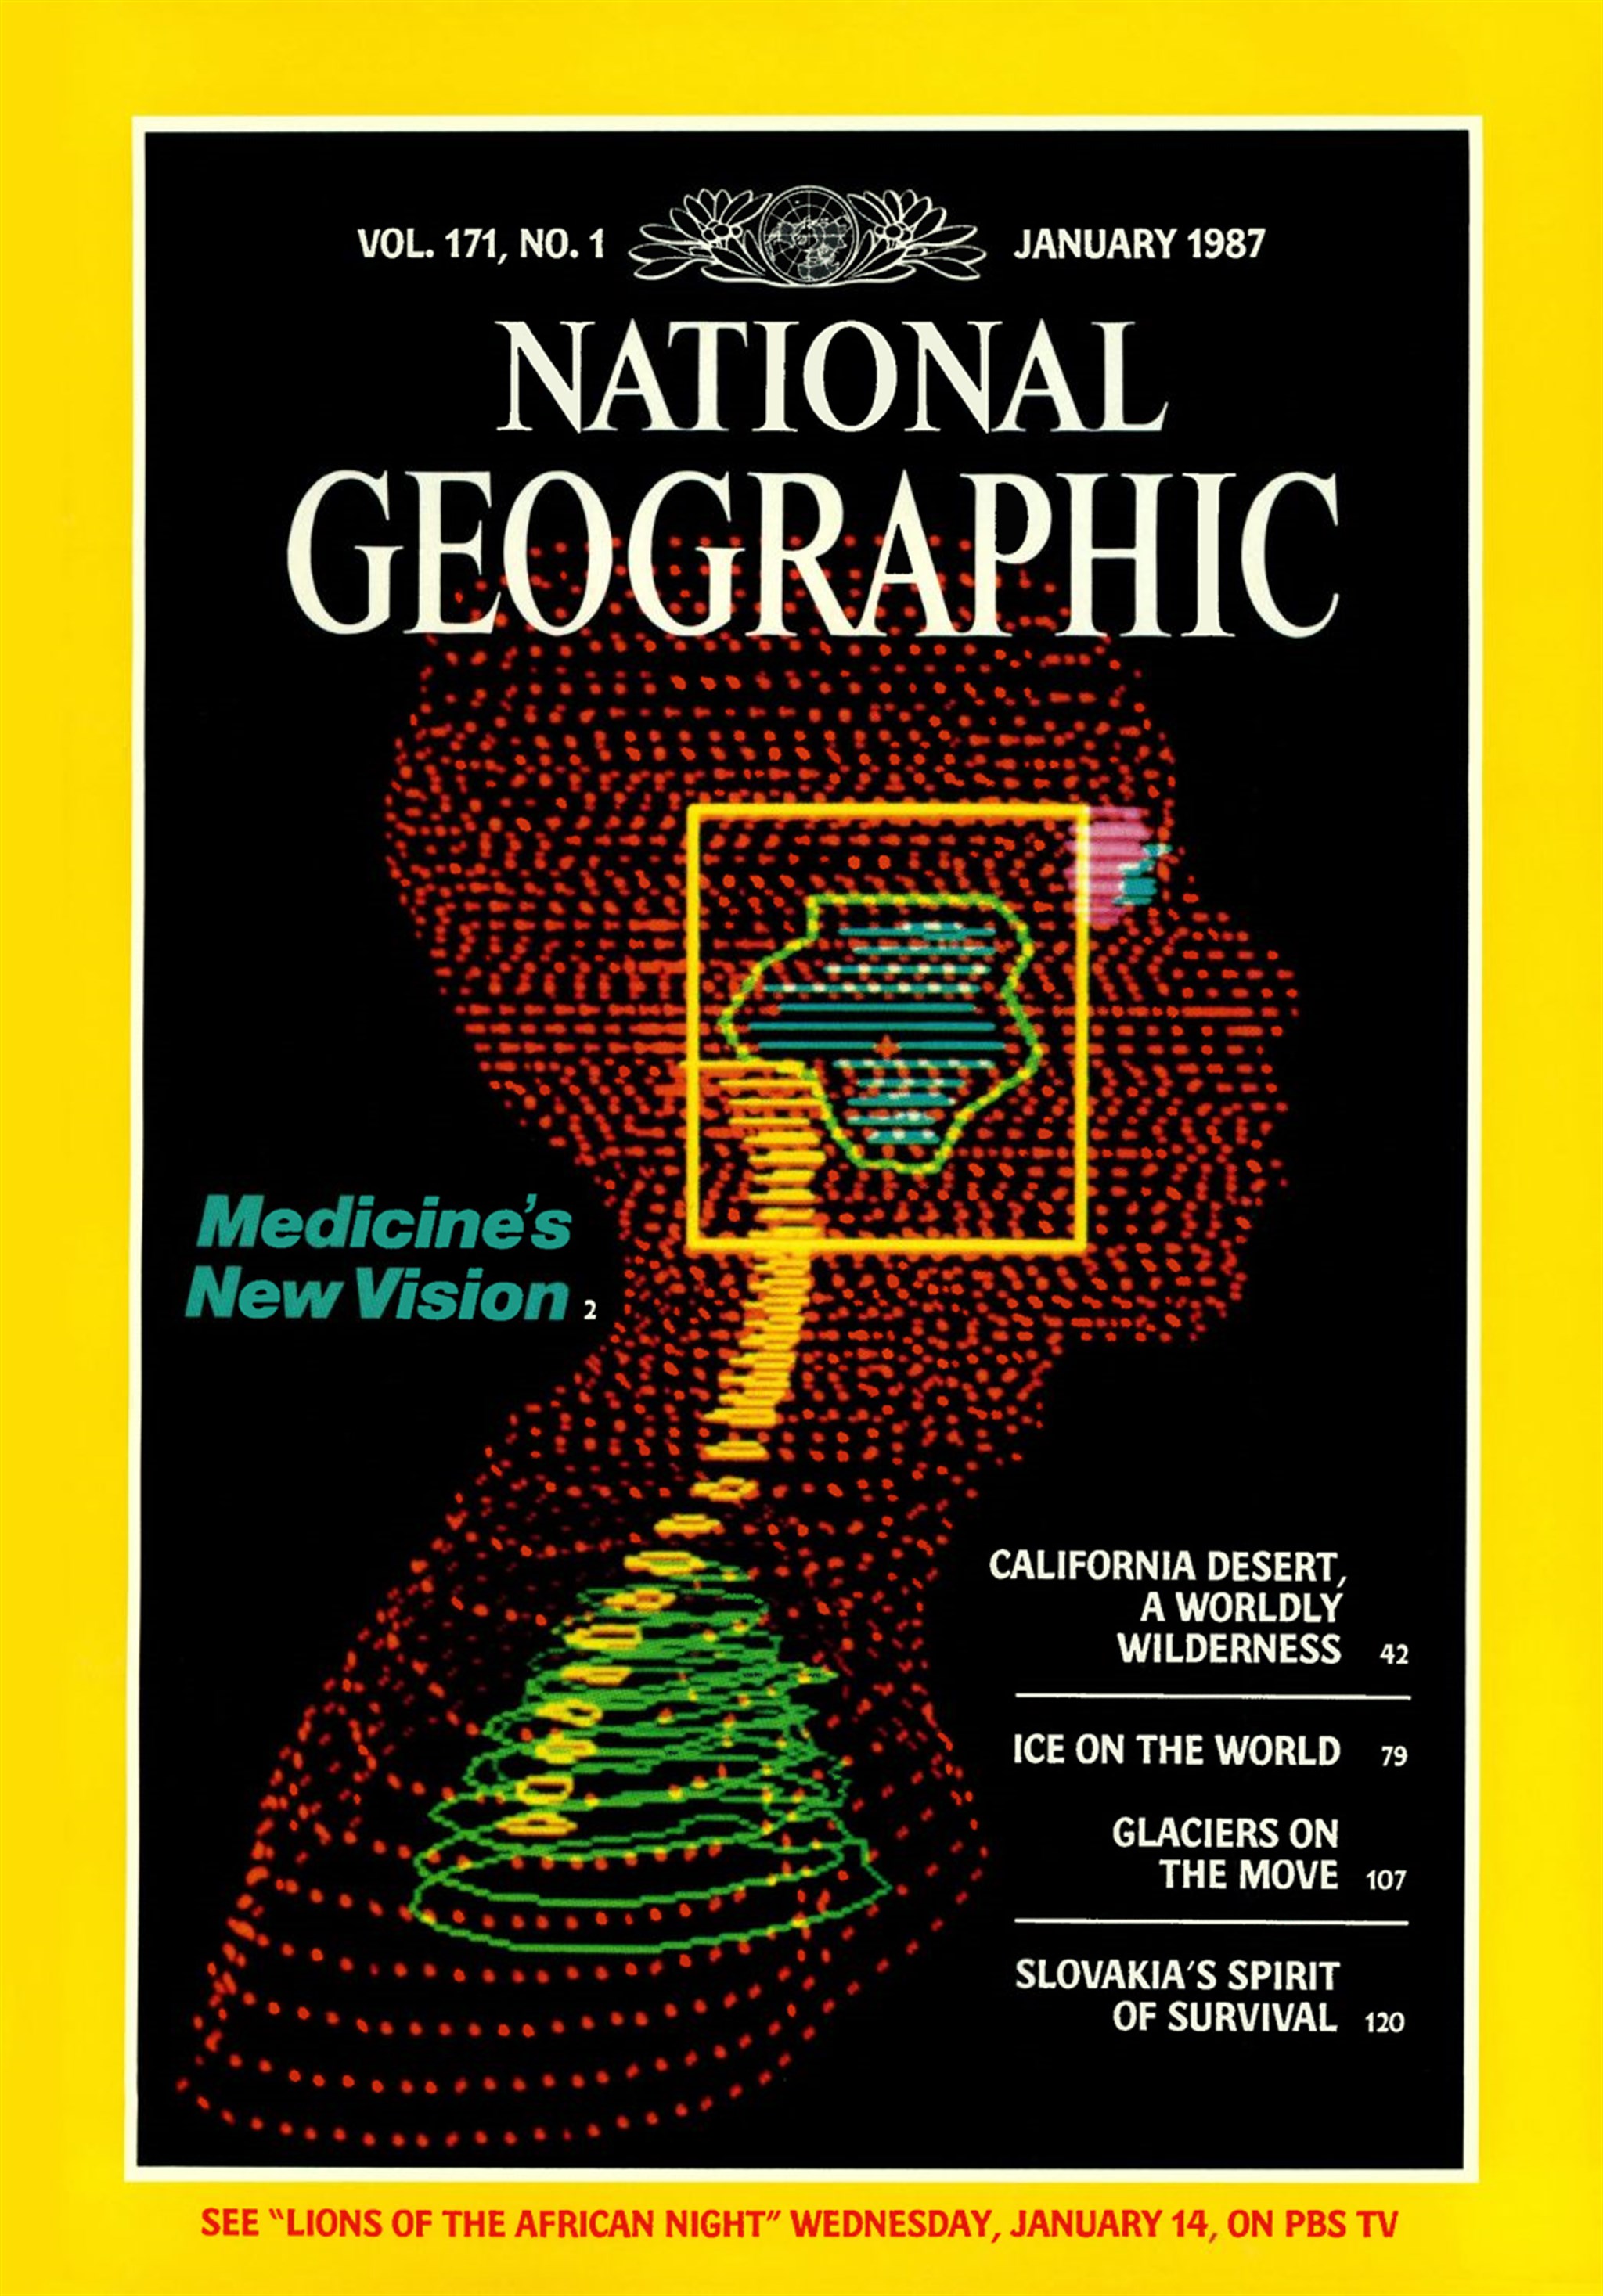 VOL. 171, NO. 1
JANUARY 1987
NATIONAL
GEOGRAPHIC
Medicine's
New Vision 2
CALIFORNIA DESERT,
A WORLDLY
WILDERNESS 42
ICE ON THE WORLD 79
GLACIERS ON
THE MOVE 107
SLOVAKIA'S SPIRIT
OF SURVIVAL 120
SEE "LIONS OF THE AFRICAN NIGHT" WEDNESDAY, JANUARY 14, ON PBS TV